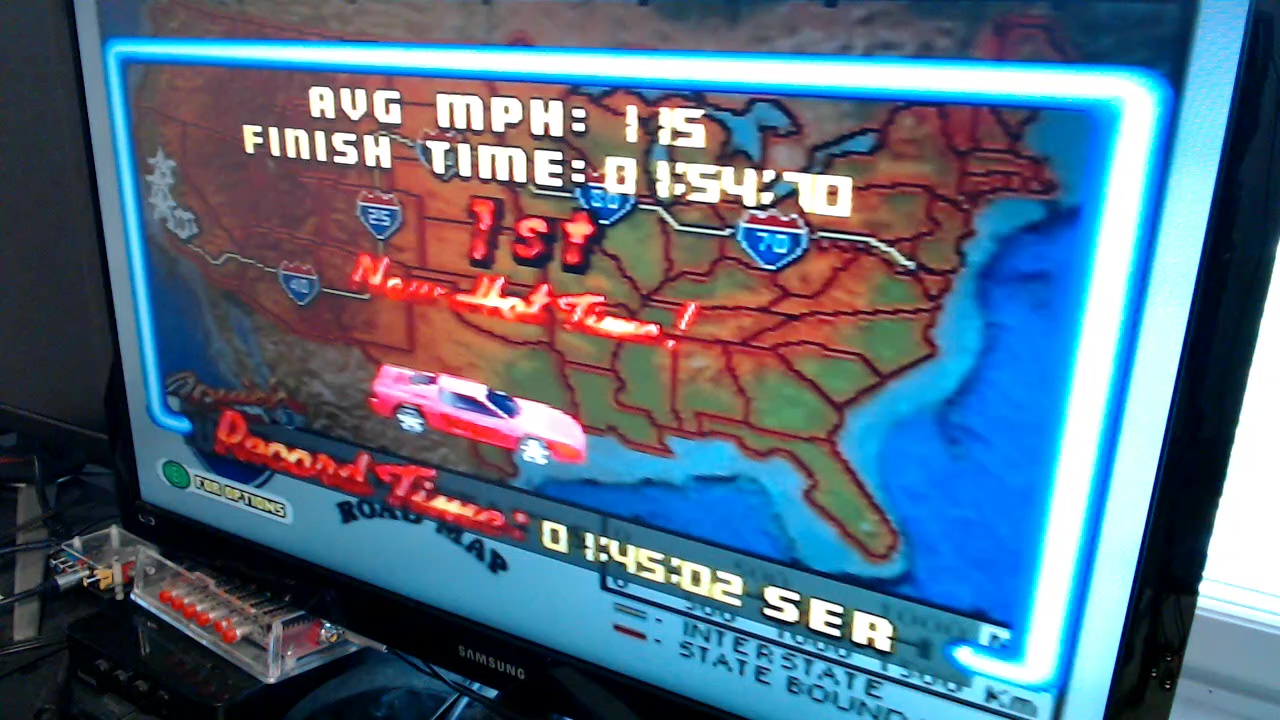 AVG MPH: 115
FINISH TIME: 01:54:70
25
80
70
1st
40
New Hot Time!
Record Time: 01:45:02 SER
FOR OPTIONS
ROAD MAP
INTERSTATE
STATE BOUND
Km
SAMSUNG